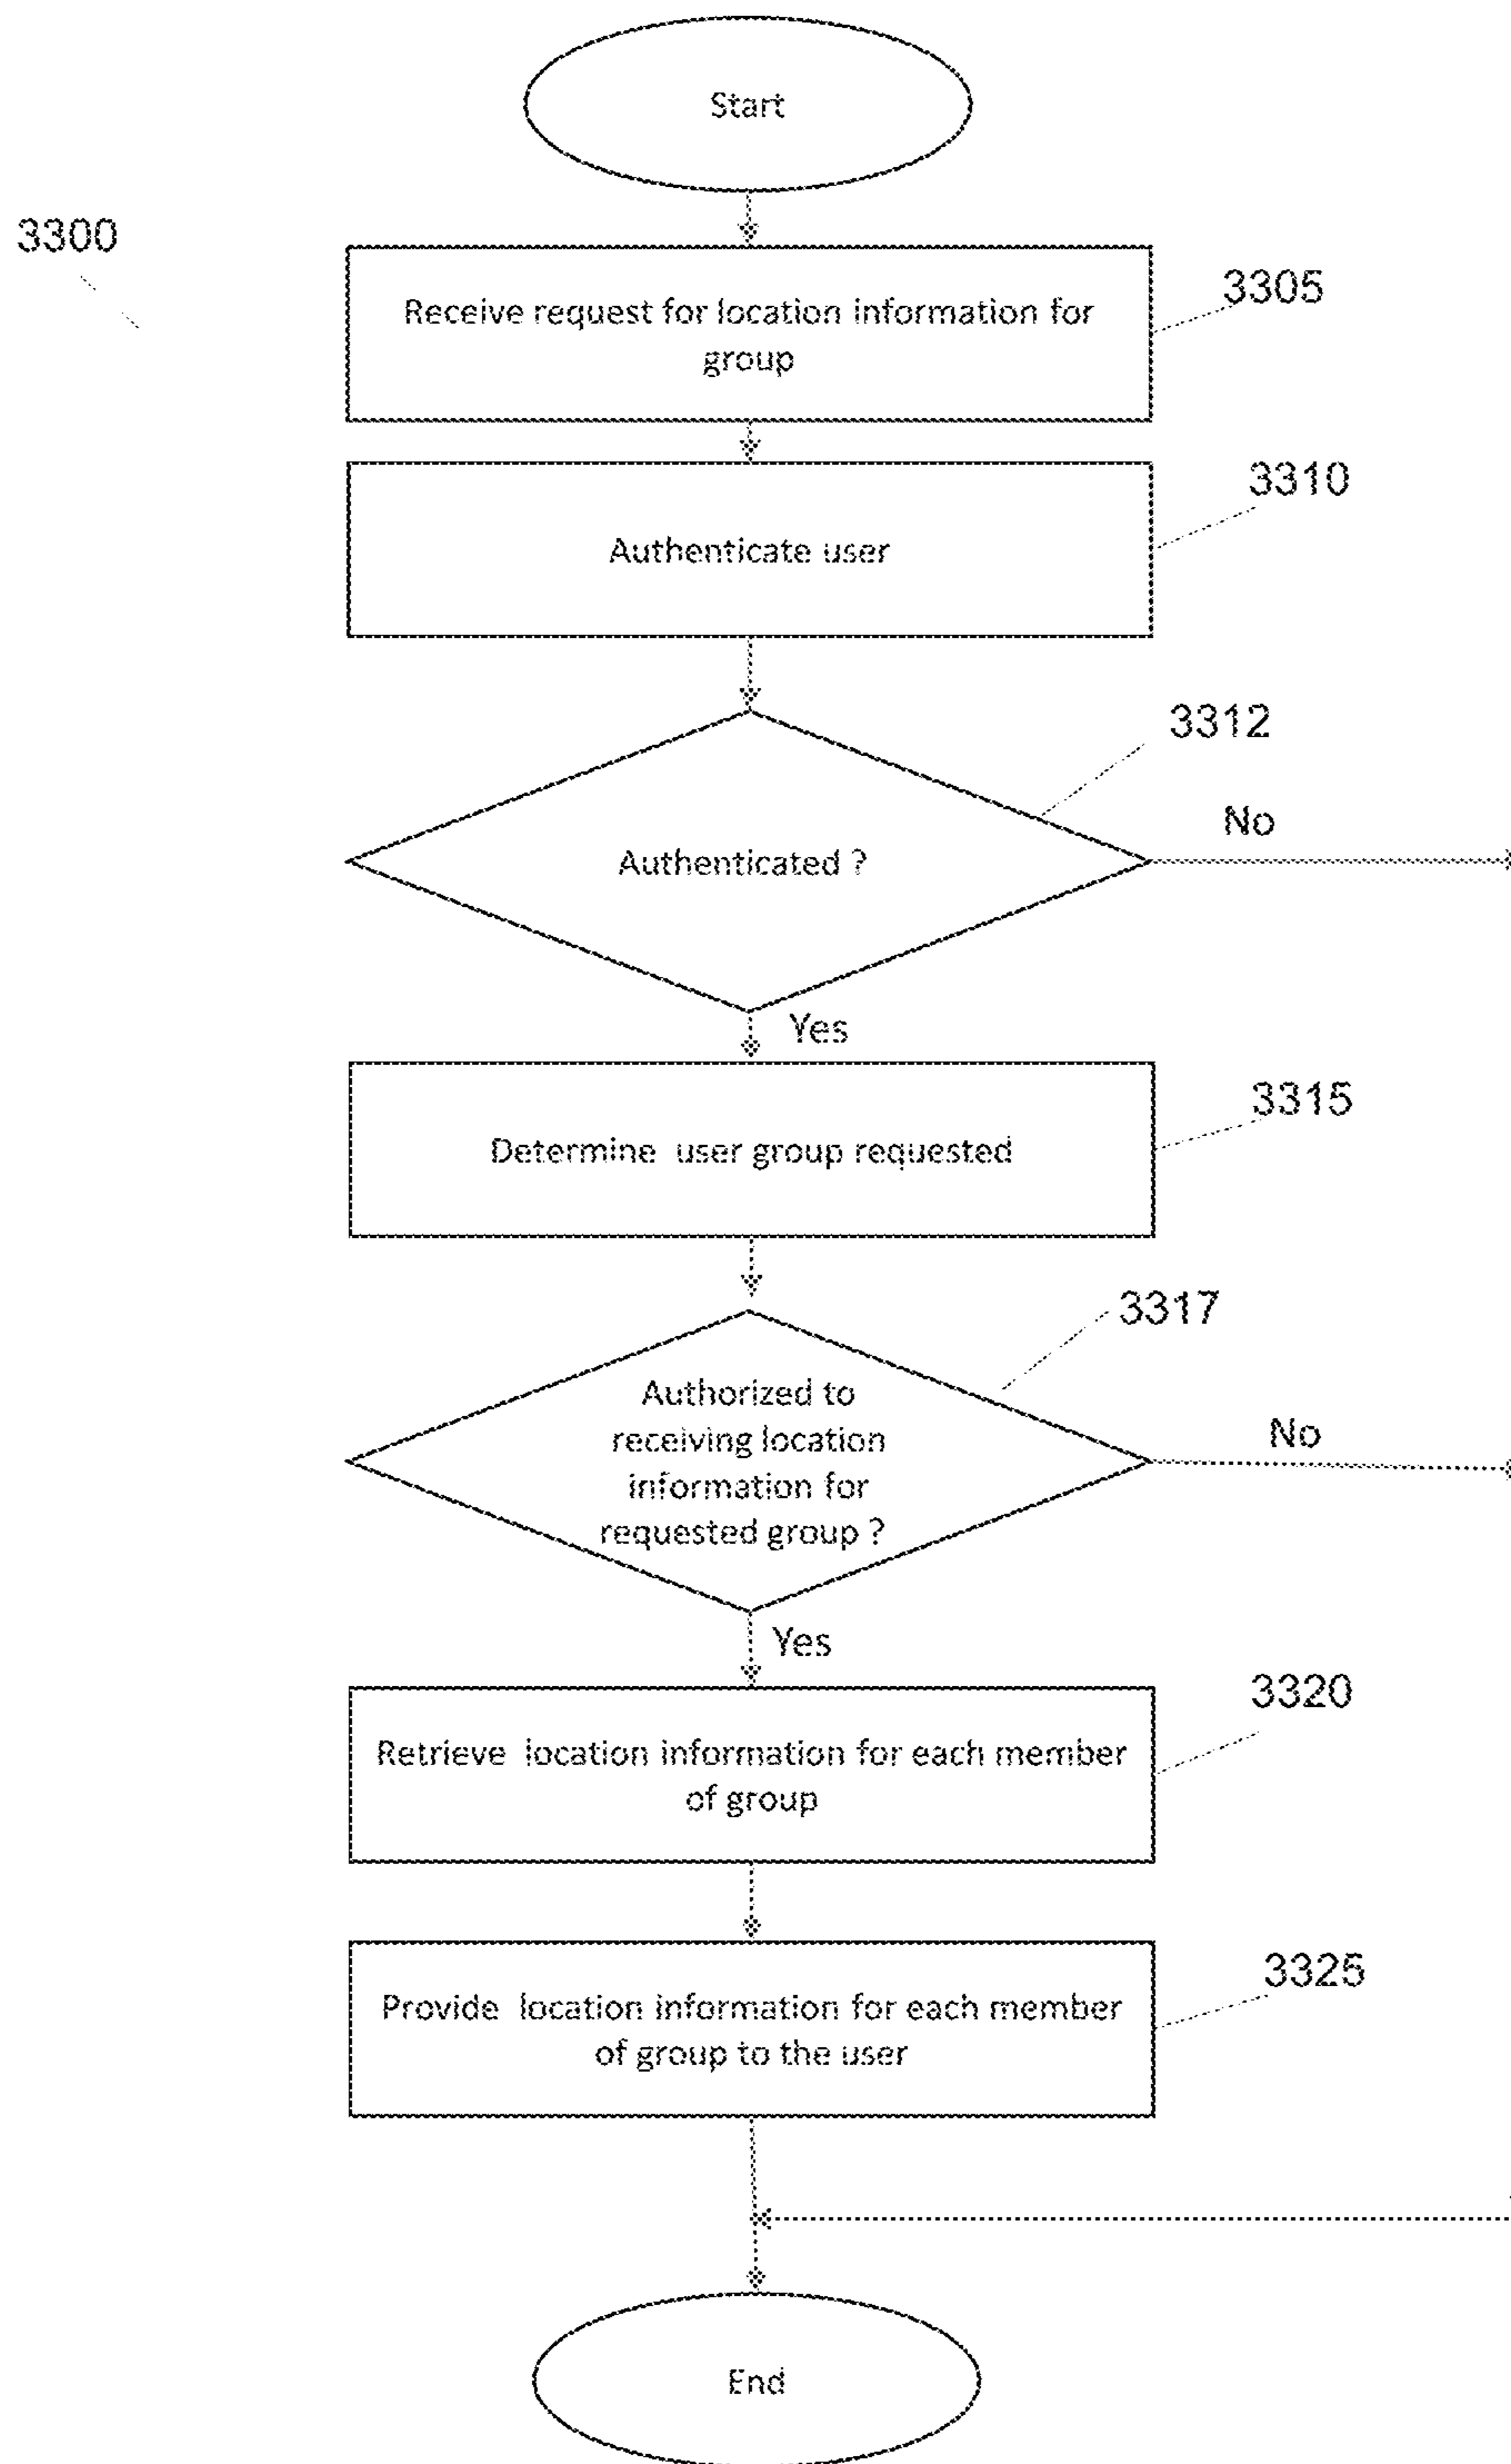 Start
3300
3305
Receive request for location information for
group
3310
Authenticate user
3312
No
Authenticated ?
Yes
3315
Determine user group requested
3317
Authorized to
receiving location
information for
requested group ?
No
Yes
3320
Retrieve location information for each member
of group
3325
Provide location information for each member
of group to the user
End